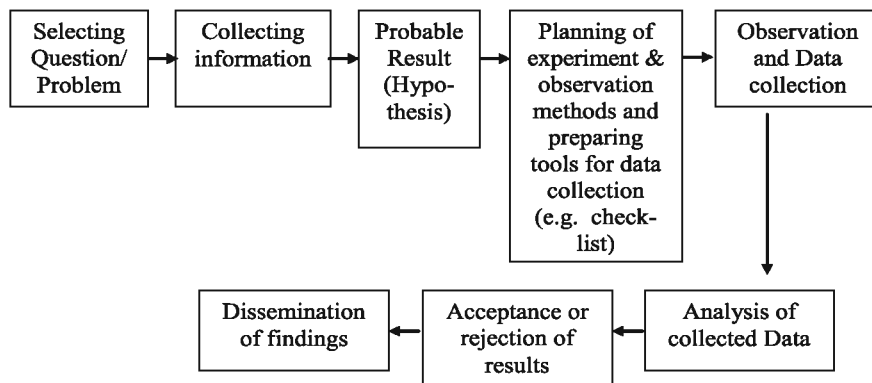 Selecting
Question/
Problem
Collecting
information
Probable
Result
(Hypo-
thesis)
Planning of
experiment &
observation
methods and
preparing
tools for data
collection
(e.g. check-
list)
Observation
and Data
collection
Analysis of
collected Data
Acceptance or
rejection of
results
Dissemination
of findings